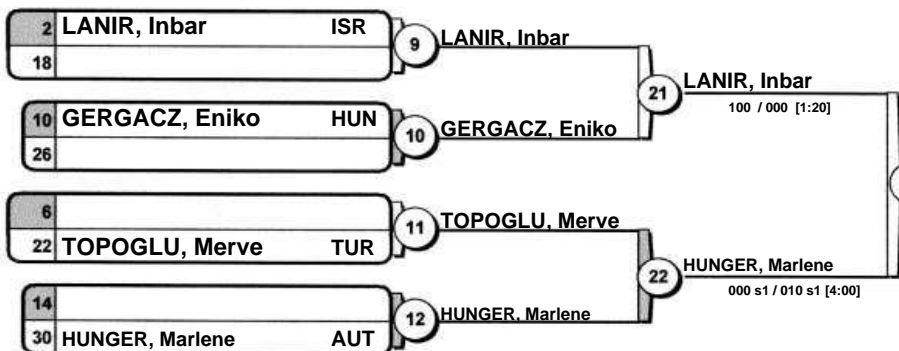 2 LANIR, Inbar ISR
18
9 LANIR, Inbar
10 GERGACZ, Eniko HUN
26
10 GERGACZ, Eniko
21 LANIR, Inbar
100 / 000 [1:20]
6
22 TOPOGLU, Merve TUR
11 TOPOGLU, Merve
14
30 HUNGER, Marlene AUT
12 HUNGER, Marlene
22 HUNGER, Marlene
000 s1 / 010 s1 [4:00]